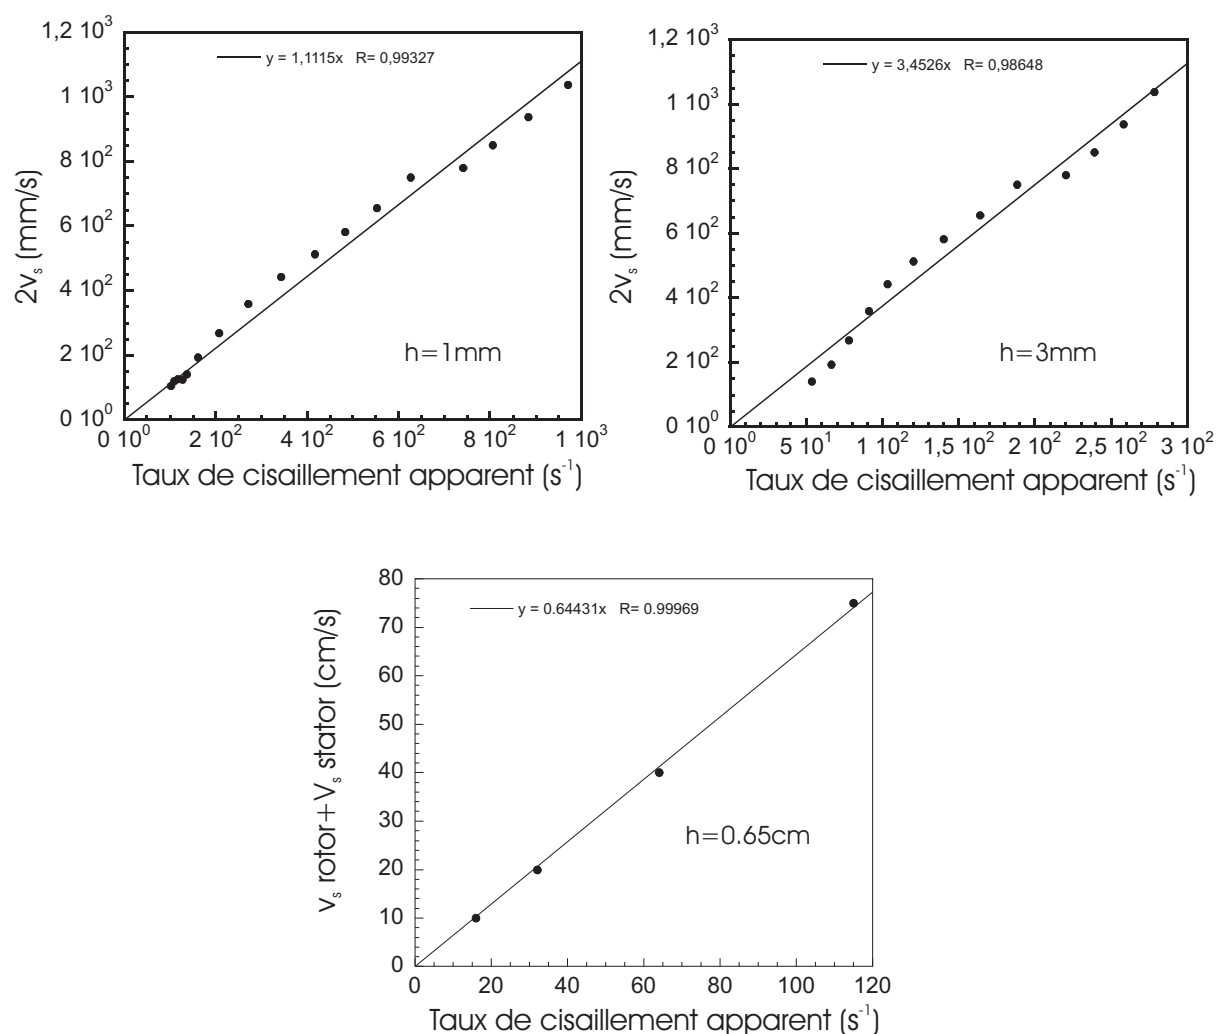 1,2 10³
y = 1,1115x R= 0,99327
1 10³
8 10²
6 10²
4 10²
2 10²
0 10⁰
2vₛ (mm/s)
h=1mm
0 10⁰ 2 10² 4 10² 6 10² 8 10² 1 10³
Taux de cisaillement apparent (s⁻¹)
1,2 10³
y = 3,4526x R= 0,98648
1 10³
8 10²
6 10²
4 10²
2 10²
0 10⁰
2vₛ (mm/s)
h=3mm
0 10⁰ 5 10¹ 1 10² 1,5 10² 2 10² 2,5 10² 3 10²
Taux de cisaillement apparent (s⁻¹)
80
y = 0.64431x R= 0.99969
70
60
50
40
30
20
10
0
vₛ rotor+Vₛ stator (cm/s)
h=0.65cm
0 20 40 60 80 100 120
Taux de cisaillement apparent (s⁻¹)